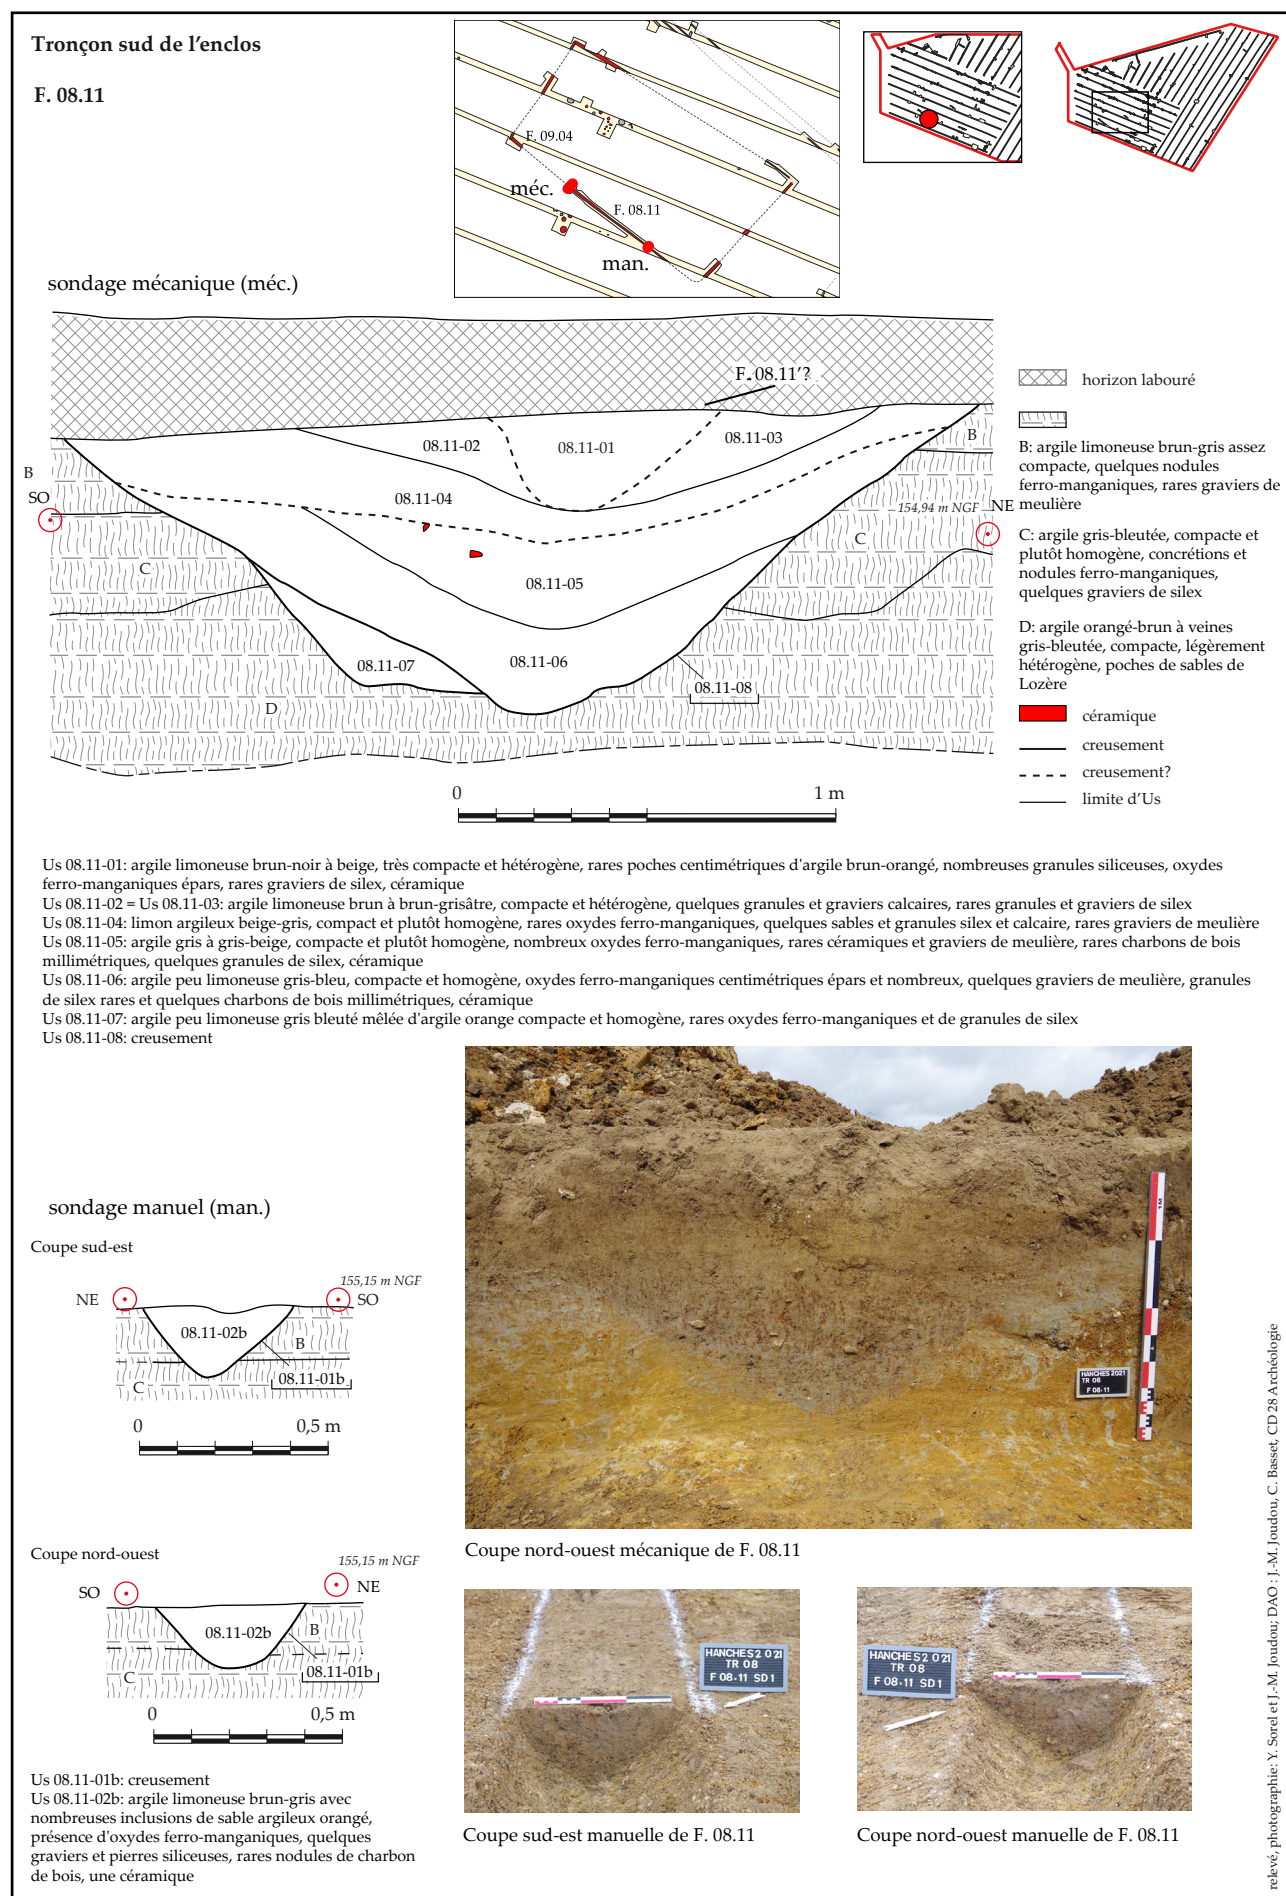 Tronçon sud de l'enclos
F. 08.11
F. 09.04
méc.
F. 08.11
man.
sondage mécanique (méc.)
F. 08.11'?
08.11-02
08.11-01
08.11-03
B
B
SO
08.11-04
154,94 m NGF
NE
C
C
08.11-05
08.11-07
08.11-06
08.11-08
D
0
1 m
horizon labouré
B: argile limoneuse brun-gris assez
compacte, quelques nodules
ferro-manganiques, rares graviers de
meulière
C: argile gris-bleutée, compacte et
plutôt homogène, concrétions et
nodules ferro-manganiques,
quelques graviers de silex
D: argile orangé-brun à veines
gris-bleutée, compacte, légèrement
hétérogène, poches de sables de
Lozère
céramique
creusement
creusement?
limite d'Us
Us 08.11-01: argile limoneuse brun-noir à beige, très compacte et hétérogène, rares poches centimétriques d'argile brun-orangé, nombreuses granules siliceuses, oxydes
ferro-manganiques épars, rares graviers de silex, céramique
Us 08.11-02 = Us 08.11-03: argile limoneuse brun à brun-grisâtre, compacte et hétérogène, quelques granules et graviers calcaires, rares granules et graviers de silex
Us 08.11-04: limon argileux beige-gris, compact et plutôt homogène, rares oxydes ferro-manganiques, quelques sables et granules silex et calcaire, rares graviers de meulière
Us 08.11-05: argile gris à gris-beige, compacte et plutôt homogène, nombreux oxydes ferro-manganiques, rares céramiques et graviers de meulière, rares charbons de bois
millimétriques, quelques granules de silex, céramique
Us 08.11-06: argile peu limoneuse gris-bleu, compacte et homogène, oxydes ferro-manganiques centimétriques épars et nombreux, quelques graviers de meulière, granules
de silex rares et quelques charbons de bois millimétriques, céramique
Us 08.11-07: argile peu limoneuse gris bleuté mêlée d'argile orange compacte et homogène, rares oxydes ferro-manganiques et de granules de silex
Us 08.11-08: creusement
sondage manuel (man.)
Coupe sud-est
155,15 m NGF
NE
SO
08.11-02b
B
08.11-01b
C
0
0,5 m
1M
HANCHES 2021
TR 08
F 08-11
Coupe nord-ouest mécanique de F. 08.11
Coupe nord-ouest
155,15 m NGF
SO
NE
08.11-02b
B
08.11-01b
C
0
0,5 m
Us 08.11-01b: creusement
Us 08.11-02b: argile limoneuse brun-gris avec
nombreuses inclusions de sable argileux orangé,
présence d'oxydes ferro-manganiques, quelques
graviers et pierres siliceuses, rares nodules de charbon
de bois, une céramique
HANCHES 2 021
TR 08
F 08-11 SD1
Coupe sud-est manuelle de F. 08.11
HANCHES 2 021
TR 08
F 08-11 SD1
Coupe nord-ouest manuelle de F. 08.11
relevé, photographie: Y. Sorel et J.-M. Joudou; DAO : J.-M. Joudou, C. Basset, CD 28 Archéologie